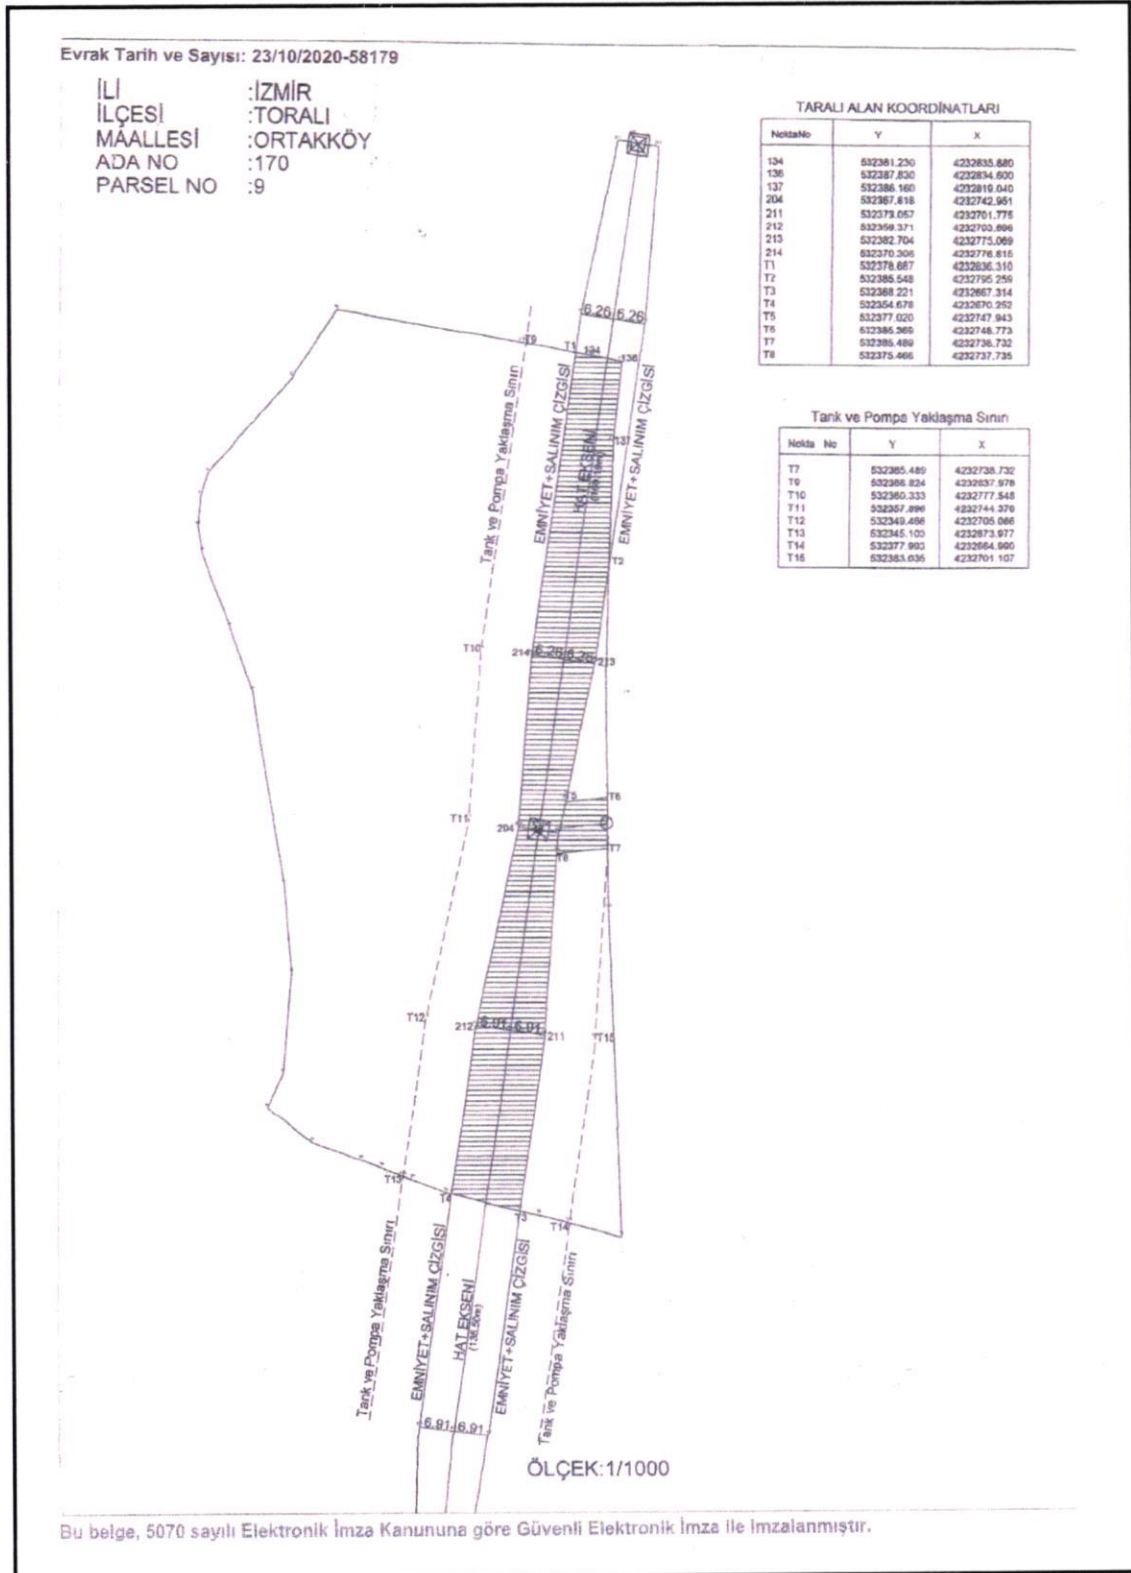 Evrak Tarih ve Sayısı: 23/10/2020-58179
İLİ :İZMİR
İLÇESİ :TORALI
MAALLESİ :ORTAKKÖY
ADA NO :170
PARSEL NO :9
TARALI ALAN KOORDİNATLARI
NoktaNo Y X
134 532381.230 4232835.880
136 532387.830 4232834.600
137 532386.160 4232819.040
204 532367.818 4232742.951
211 532373.057 4232701.775
212 532359.371 4232703.696
213 532382.704 4232775.069
214 532370.306 4232776.815
T1 532378.667 4232836.310
T2 532385.548 4232795.259
T3 532368.221 4232667.314
T4 532354.678 4232670.252
T5 532377.020 4232747.943
T6 532385.369 4232748.773
T7 532385.489 4232736.732
T8 532375.466 4232737.735
Tank ve Pompa Yaklaşma Sınırı
Nokta No Y X
T7 532385.489 4232738.732
T9 532368.824 4232837.978
T10 532360.333 4232777.548
T11 532357.896 4232744.376
T12 532349.466 4232705.066
T13 532345.103 4232673.977
T14 532377.993 4232664.990
T15 532383.036 4232701.107
6.26 6.26
T9
T1
134
136
137
EMNİYET+SALINIM ÇİZGİSİ
HAT EKSENİ
EMNİYET+SALINIM ÇİZGİSİ
Tank ve Pompa Yaklaşma Sınırı
T2
T10
214
6.26 6.26
213
T5
T6
T11
204
T7
T8
T12
212
6.91 6.91
211
T15
T13
T4
T3
T14
Tank ve Pompa Yaklaşma Sınırı
EMNİYET+SALINIM ÇİZGİSİ
HAT EKSENİ
(138.50m)
EMNİYET+SALINIM ÇİZGİSİ
Tank ve Pompa Yaklaşma Sınırı
6.91 6.91
ÖLÇEK:1/1000
Bu belge, 5070 sayılı Elektronik İmza Kanununa göre Güvenli Elektronik İmza ile İmzalanmıştır.